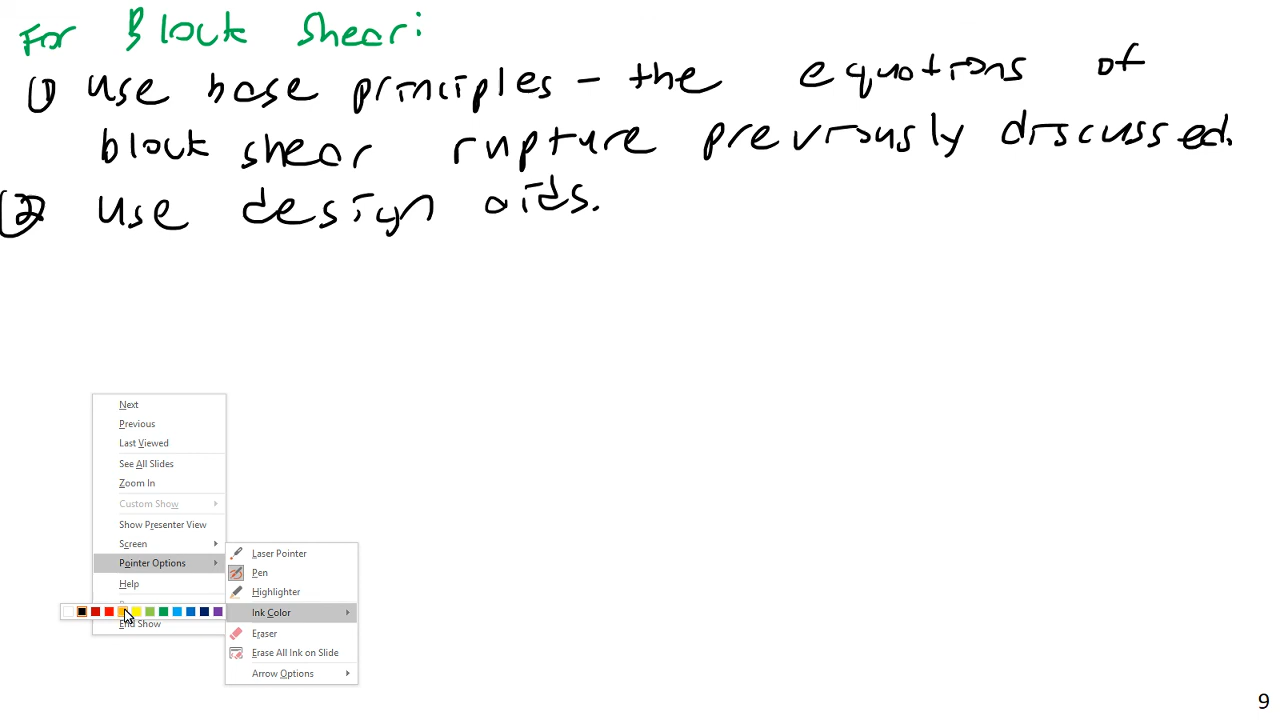 For Block Shear:
(1) use base principles - the equations of
block shear rupture previously discussed.
(2) use design aids.
Next
Previous
Last Viewed
See All Slides
Zoom In
Custom Show
Show Presenter View
Screen
Pointer Options
Help
End Show
Laser Pointer
Pen
Highlighter
Ink Color
Eraser
Erase All Ink on Slide
Arrow Options
9